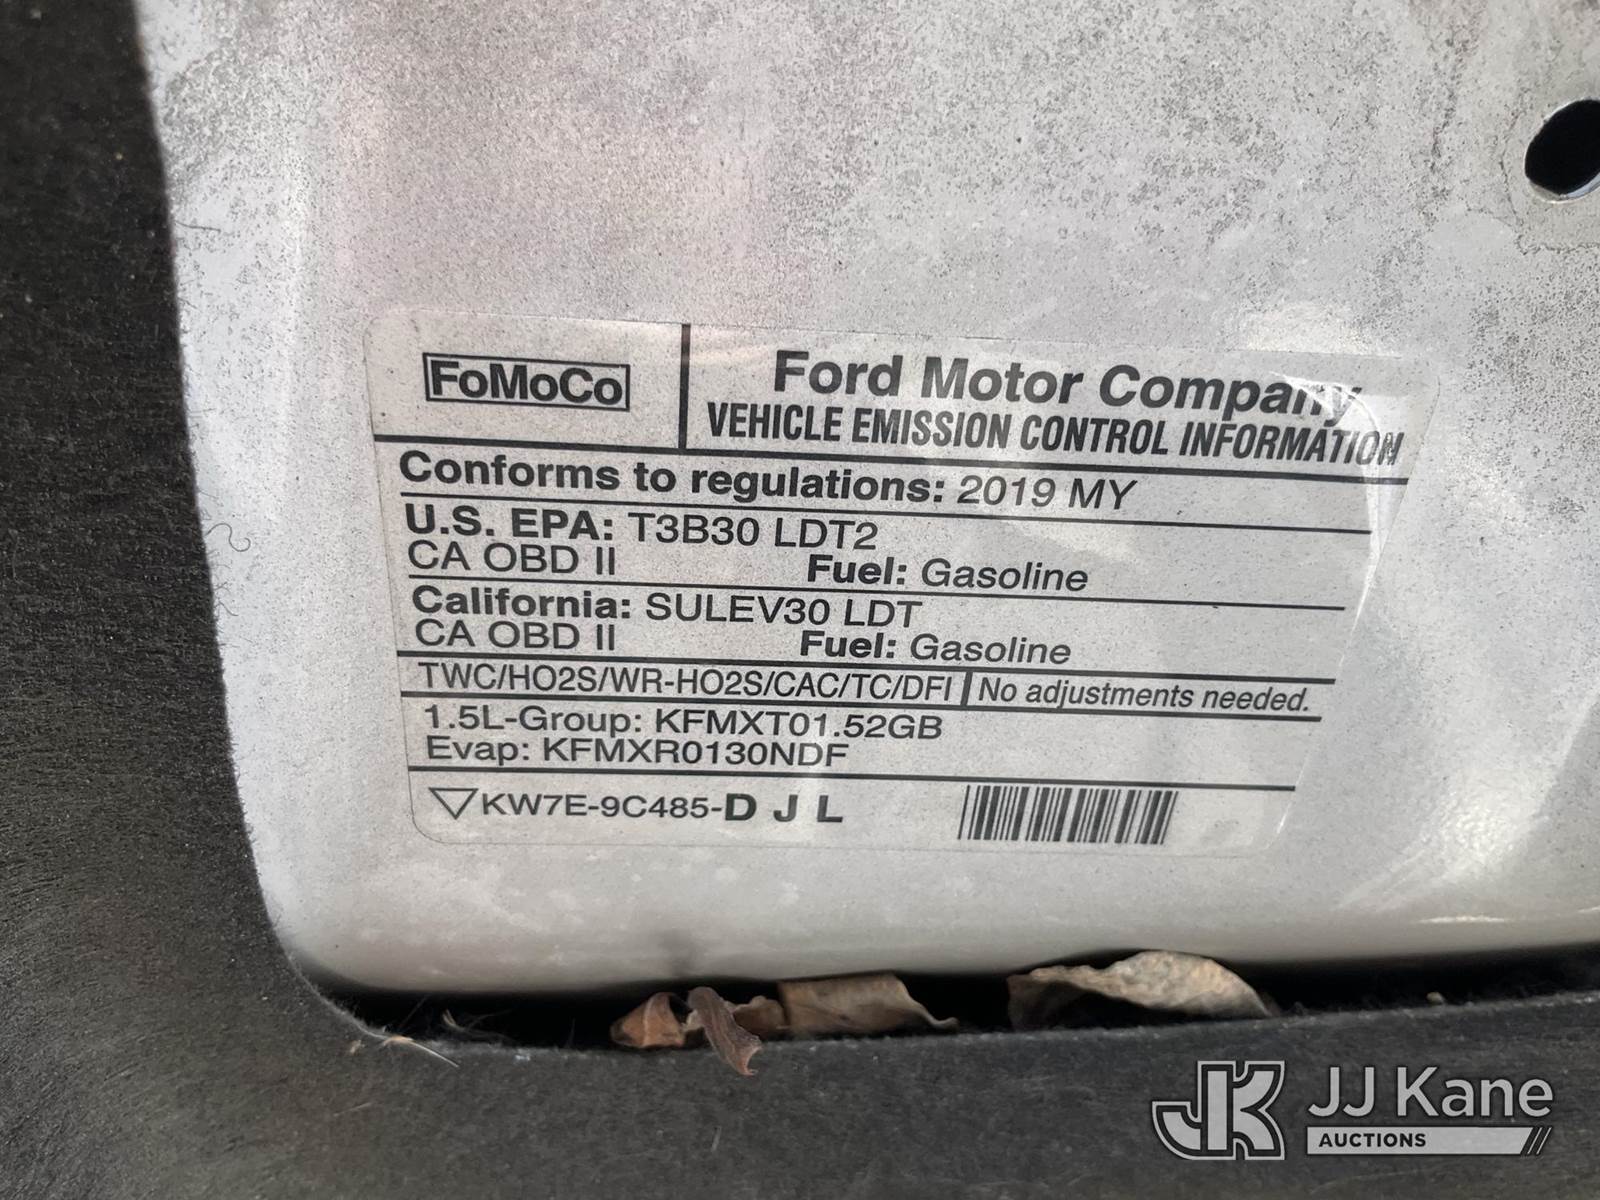 FoMoCo
Ford Motor Company
VEHICLE EMISSION CONTROL INFORMATION
Conforms to regulations: 2019 MY
U.S. EPA: T3B30 LDT2
CA OBD II Fuel: Gasoline
California: SULEV30 LDT
CA OBD II Fuel: Gasoline
TWC/HO2S/WR-HO2S/CAC/TC/DFI No adjustments needed.
1.5L-Group: KFMXT01.52GB
Evap: KFMXR0130NDF
KW7E-9C485-D J L
JK JJ Kane
AUCTIONS